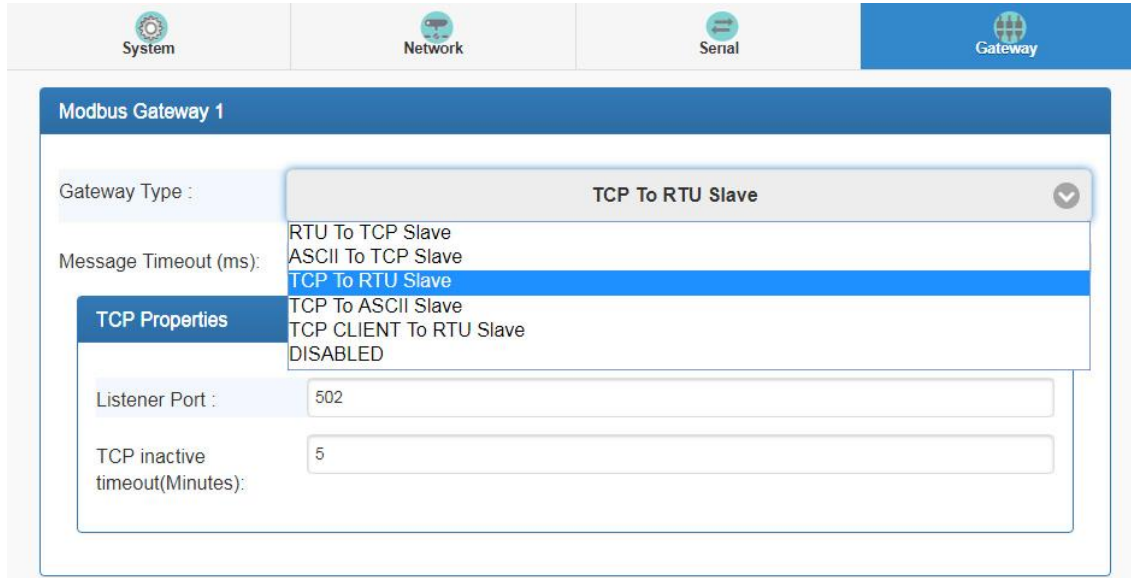 System
Network
Serial
Gateway
Modbus Gateway 1
Gateway Type :
TCP To RTU Slave
RTU To TCP Slave
ASCII To TCP Slave
TCP To RTU Slave
TCP To ASCII Slave
TCP CLIENT To RTU Slave
DISABLED
Message Timeout (ms):
TCP Properties
Listener Port :
502
TCP inactive
timeout(Minutes):
5